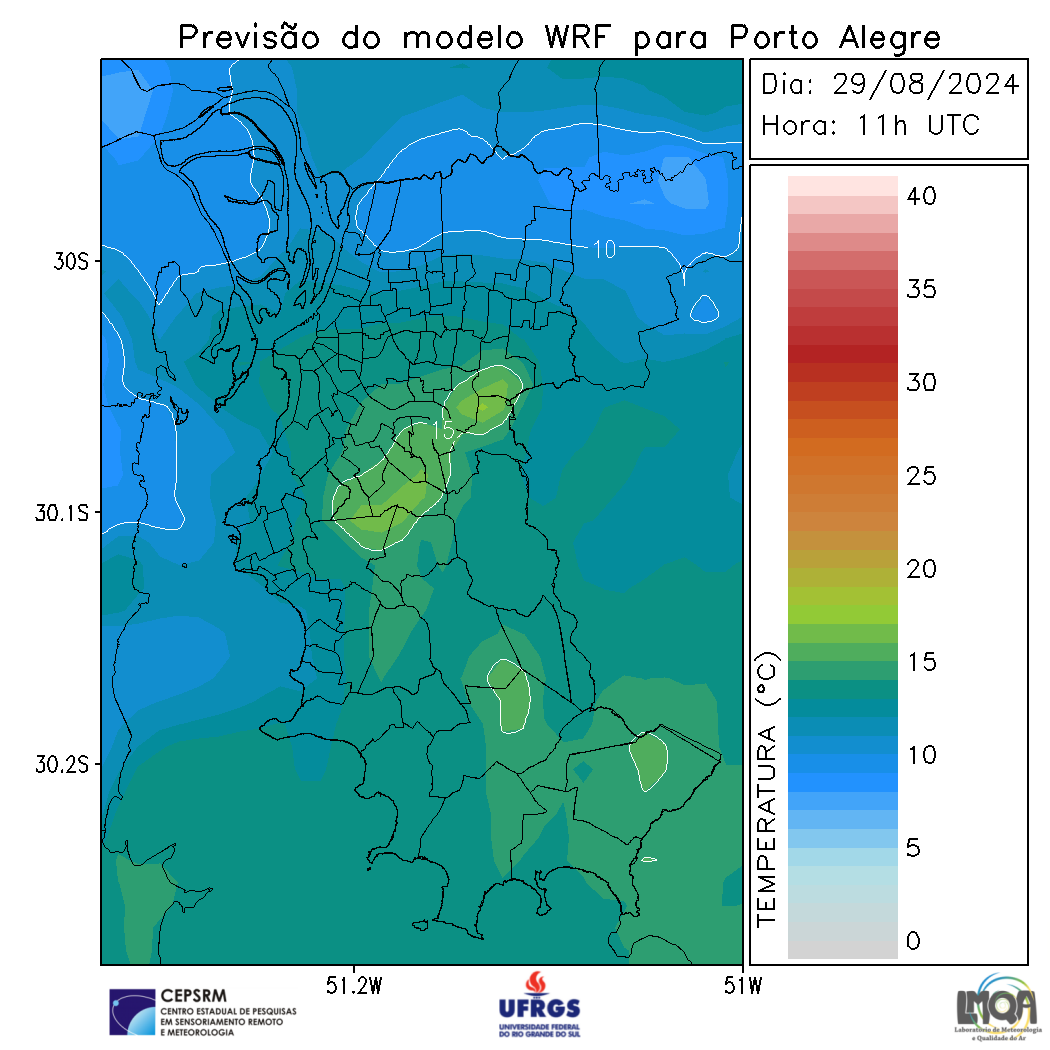 Previsão do modelo WRF para Porto Alegre
Dia: 29/08/2024
Hora: 11h UTC
40
35
30
25
20
15
10
5
0
TEMPERATURA (°C)
30S
30.1S
30.2S
10
15
51.2W
51W
CEPSRM
CENTRO ESTADUAL DE PESQUISAS
EM SENSORIAMENTO REMOTO
E METEOROLOGIA
UFRGS
UNIVERSIDADE FEDERAL
DO RIO GRANDE DO SUL
LMQA
Laboratório de Meteorologia
e Qualidade do Ar